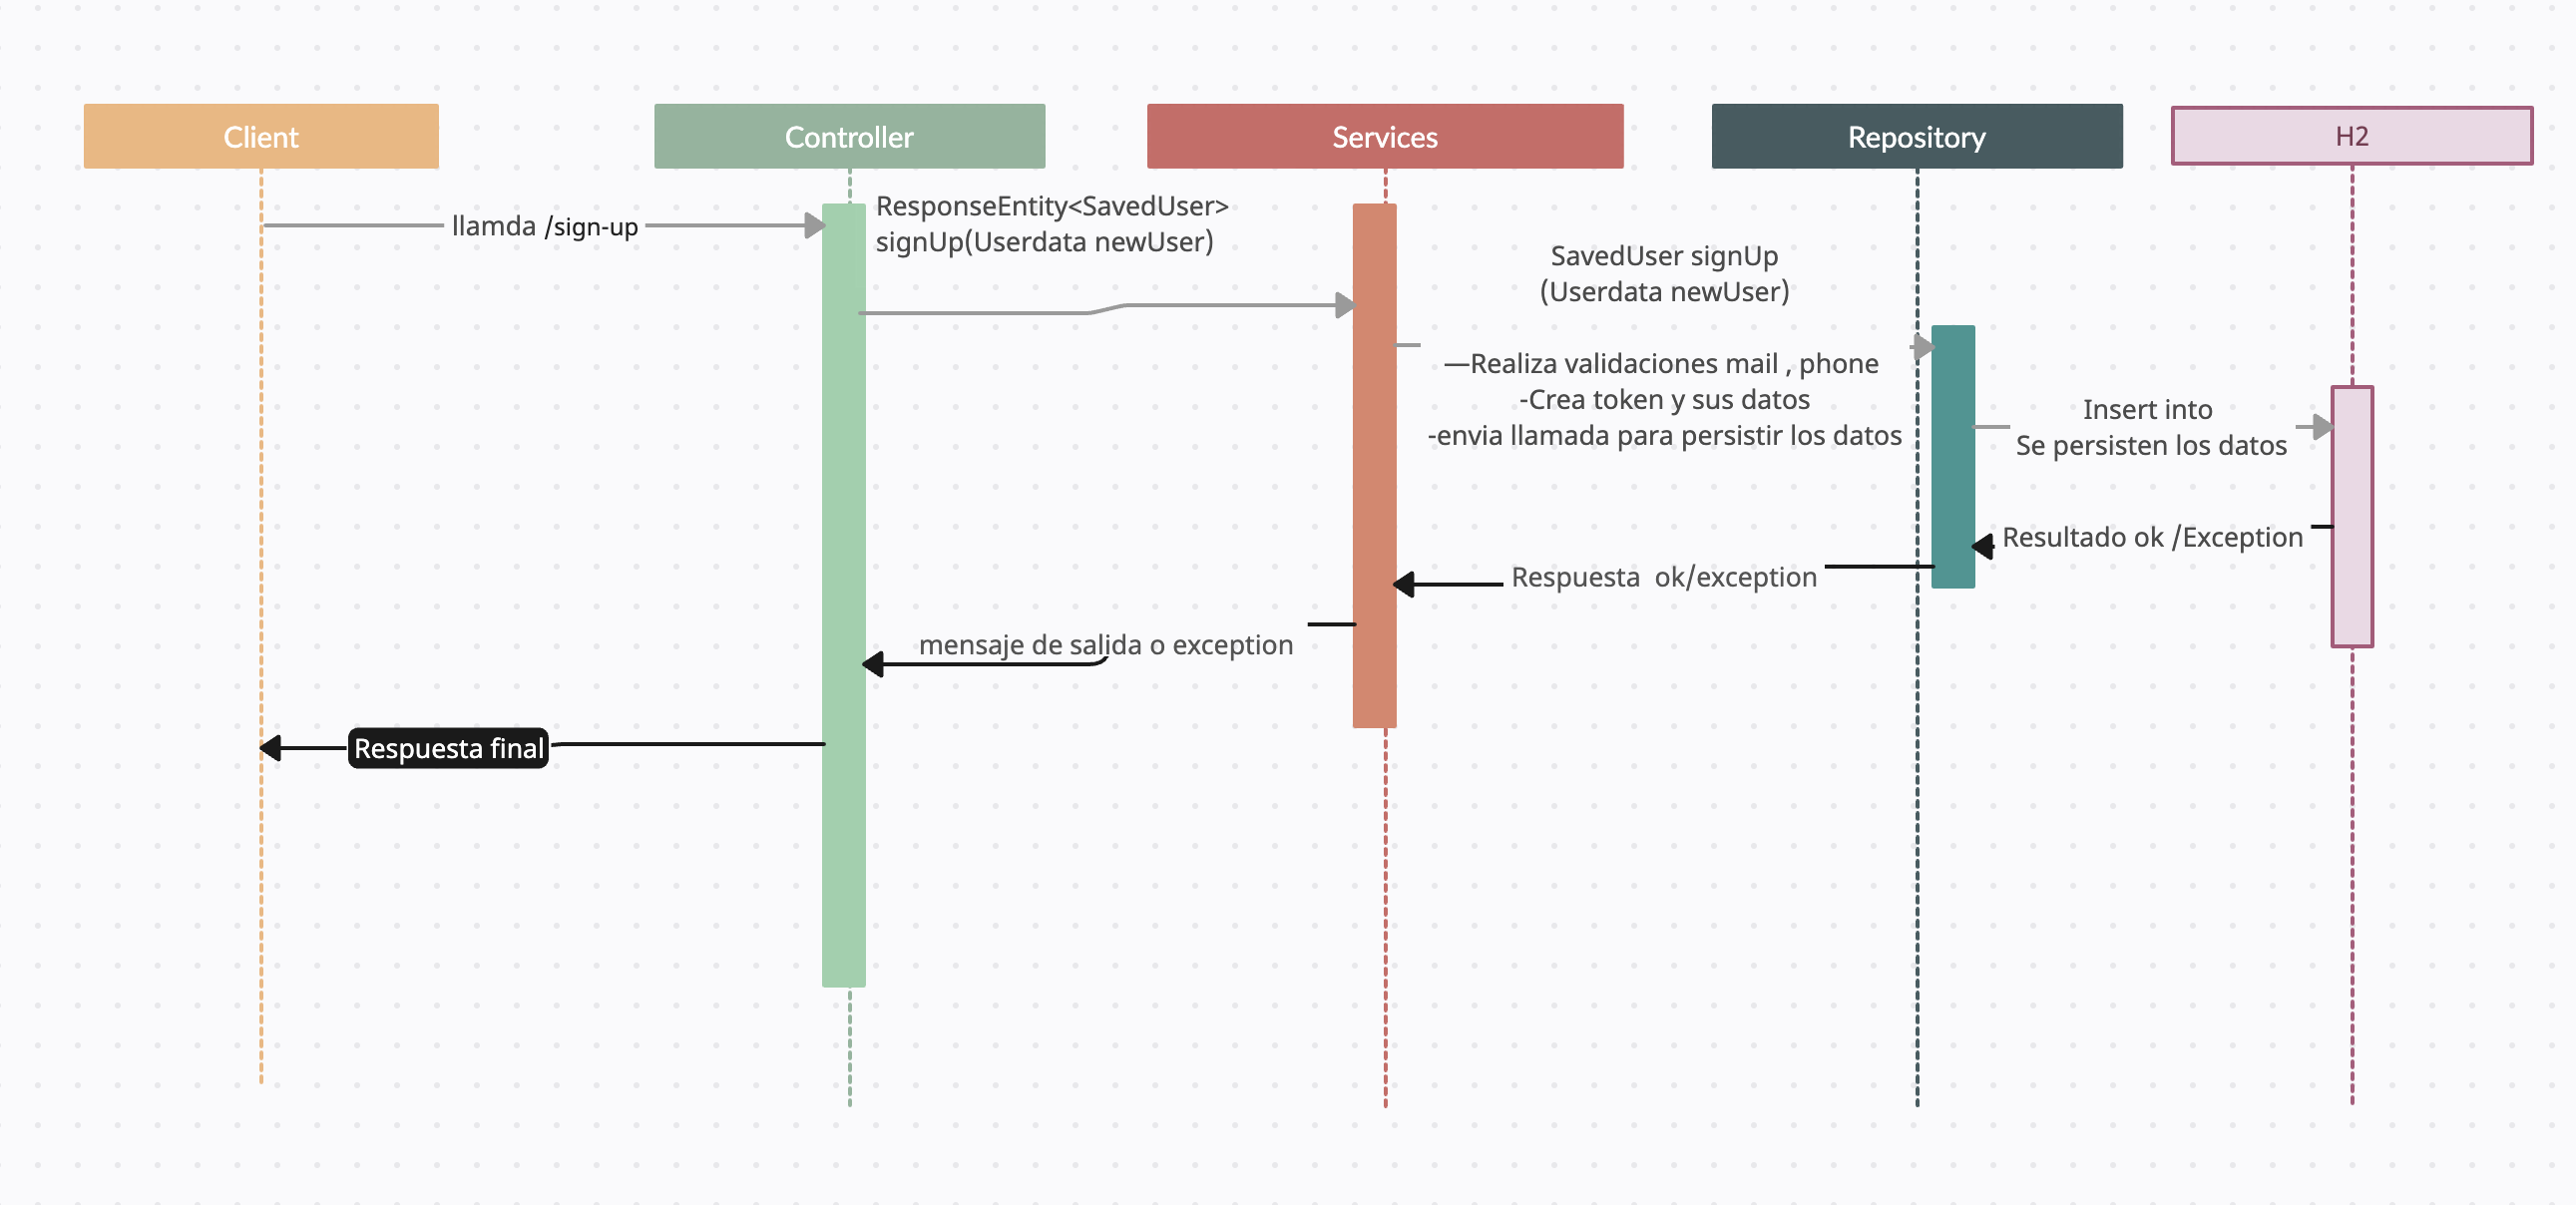 Client
Controller
Services
Repository
H2
llamda /sign-up
ResponseEntity<SavedUser>
signUp(Userdata newUser)
SavedUser signUp
(Userdata newUser)
—Realiza validaciones mail , phone
-Crea token y sus datos
-envia llamada para persistir los datos
Insert into
Se persisten los datos
Resultado ok /Exception
Respuesta  ok/exception
mensaje de salida o exception
Respuesta final